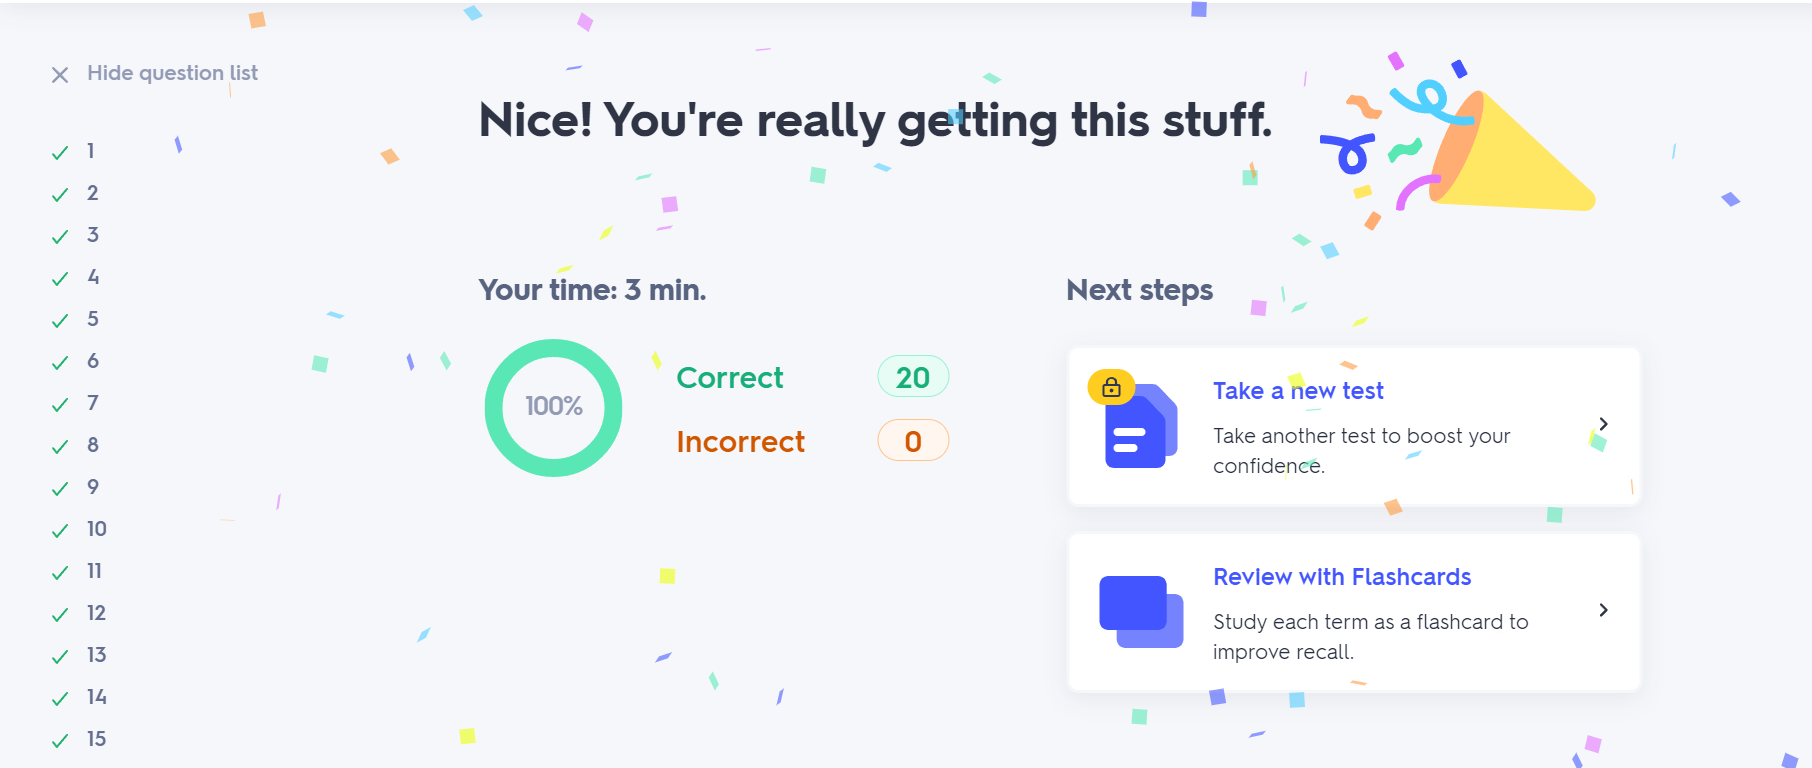 Hide question list
1
2
3
4
5
6
7
8
9
10
11
12
13
14
15
Nice! You're really getting this stuff.
Your time: 3 min.
100%
Correct 20
Incorrect 0
Next steps
Take a new test
Take another test to boost your
confidence.
Review with Flashcards
Study each term as a flashcard to
improve recall.